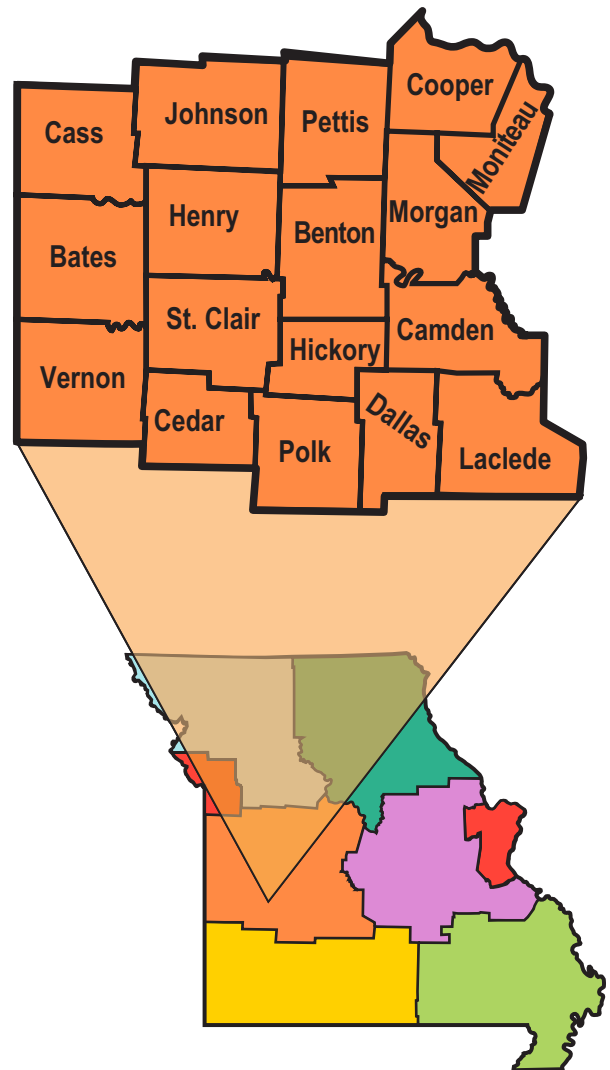 Cooper
Johnson
Pettis
Cass
Moniteau
Henry
Morgan
Benton
Bates
St. Clair
Camden
Hickory
Vernon
Cedar
Dallas
Polk
Laclede